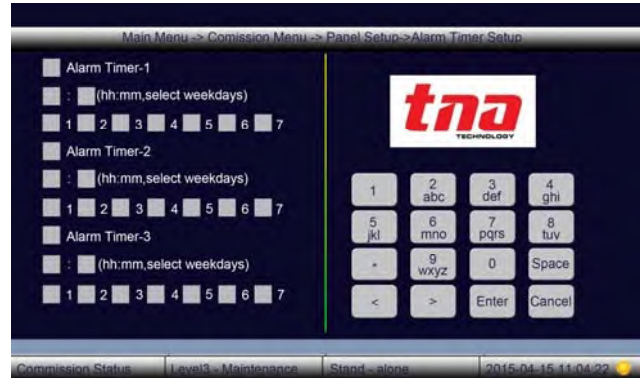 Main Menu -> Comission Menu -> Panel Setup->Alarm Timer Setup
Alarm Timer-1
: (hh:mm,select weekdays)
1 2 3 4 5 6 7
Alarm Timer-2
: (hh:mm,select weekdays)
1 2 3 4 5 6 7
Alarm Timer-3
: (hh:mm,select weekdays)
1 2 3 4 5 6 7
tna
TECHNOLOGY
1
2
abc
3
def
4
ghi
5
jkl
6
mno
7
pqrs
8
tuv
9
wxyz
0
Space
<
>
Enter
Cancel
Commission Status
Level3 - Maintenance
Stand - alone
2015-04-15 11:04:22